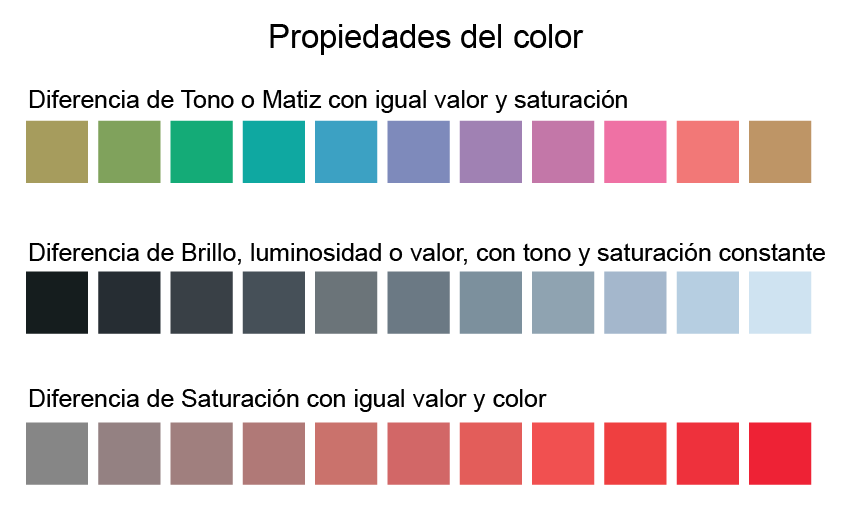 Propiedades del color
Diferencia de Tono o Matiz con igual valor y saturación
Diferencia de Brillo, luminosidad o valor, con tono y saturación constante
Diferencia de Saturación con igual valor y color